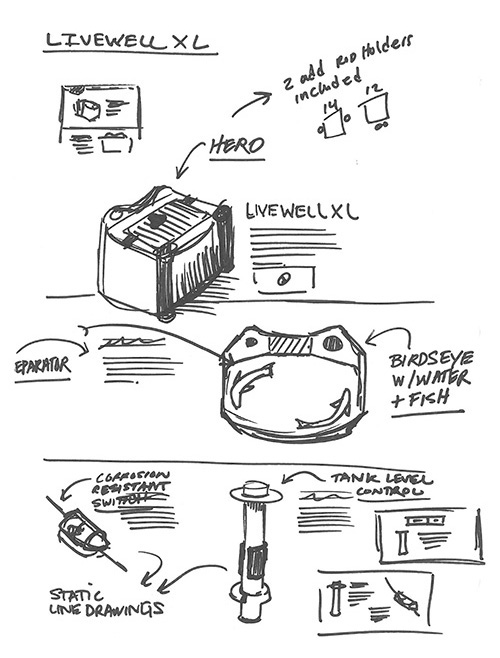 LIVEWELL XL
2 add ROD Holders
included
14
12
HERO
LIVEWELL XL
EPARATOR
BIRDSEYE
W/WATER
+ FISH
CORROSION
RESISTANT
SWITCH
TANK LEVEL
CONTROL
STATIC
LINE DRAWINGS